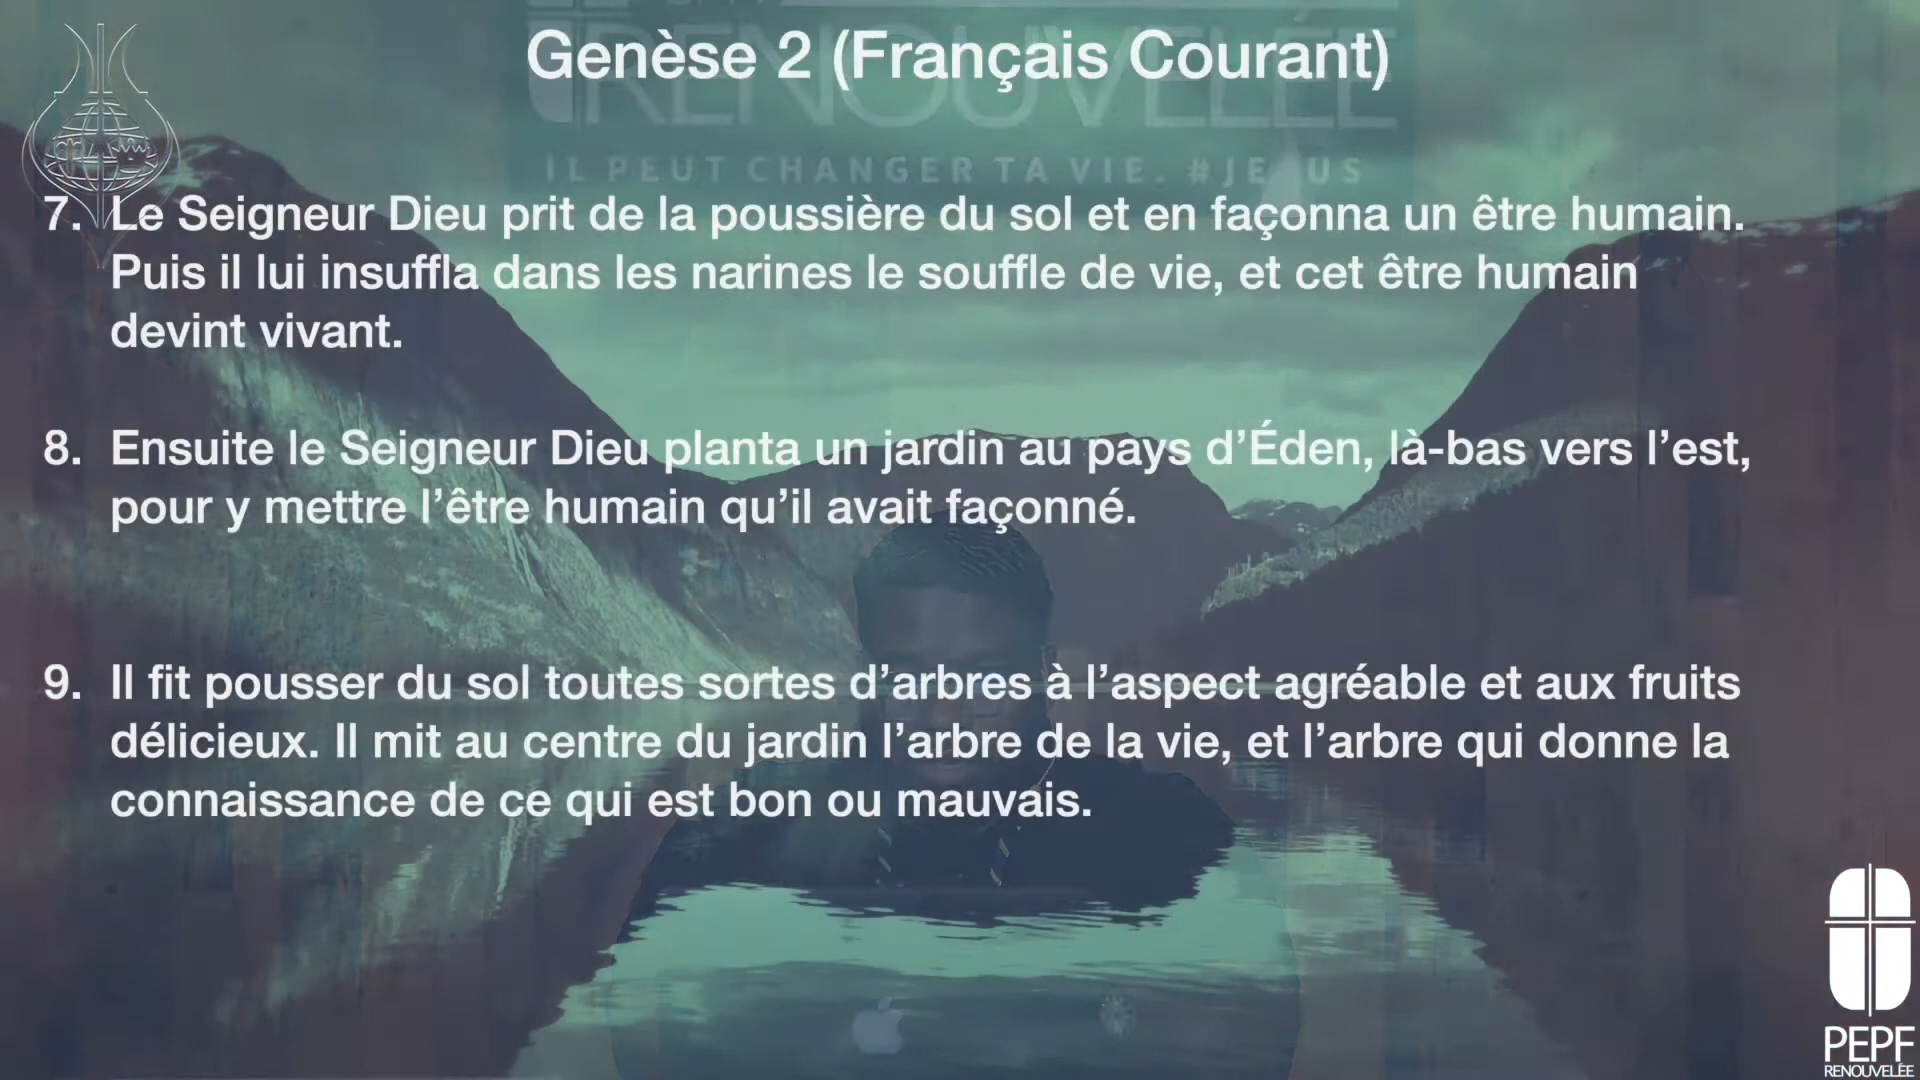 RENOUVELÉE
Genèse 2 (Français Courant)
IL PEUT CHANGER TA VIE. #JESUS
7. Le Seigneur Dieu prit de la poussière du sol et en façonna un être humain.
Puis il lui insuffla dans les narines le souffle de vie, et cet être humain
devint vivant.
8. Ensuite le Seigneur Dieu planta un jardin au pays d’Éden, là-bas vers l’est,
pour y mettre l’être humain qu’il avait façonné.
9. Il fit pousser du sol toutes sortes d’arbres à l’aspect agréable et aux fruits
délicieux. Il mit au centre du jardin l’arbre de la vie, et l’arbre qui donne la
connaissance de ce qui est bon ou mauvais.
PEPF
RENOUVELÉE